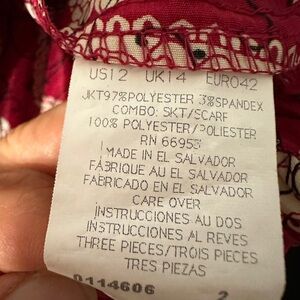 US12 UK14 EURO42
JKT97%POLYESTER 3%SPANDEX
COMBO: SKT/SCARF
100% POLYESTER/POLIESTER
RN 66953
MADE IN EL SALVADOR
FABRIQUE AU EL SALVADOR
FABRICADO EN EL SALVADOR
CARE OVER
INSTRUCCIONES AU DOS
INSTRUCCIONES AL REVES
THREE PIECES/TROIS PIECES
TRES PIEZAS
0114606 2